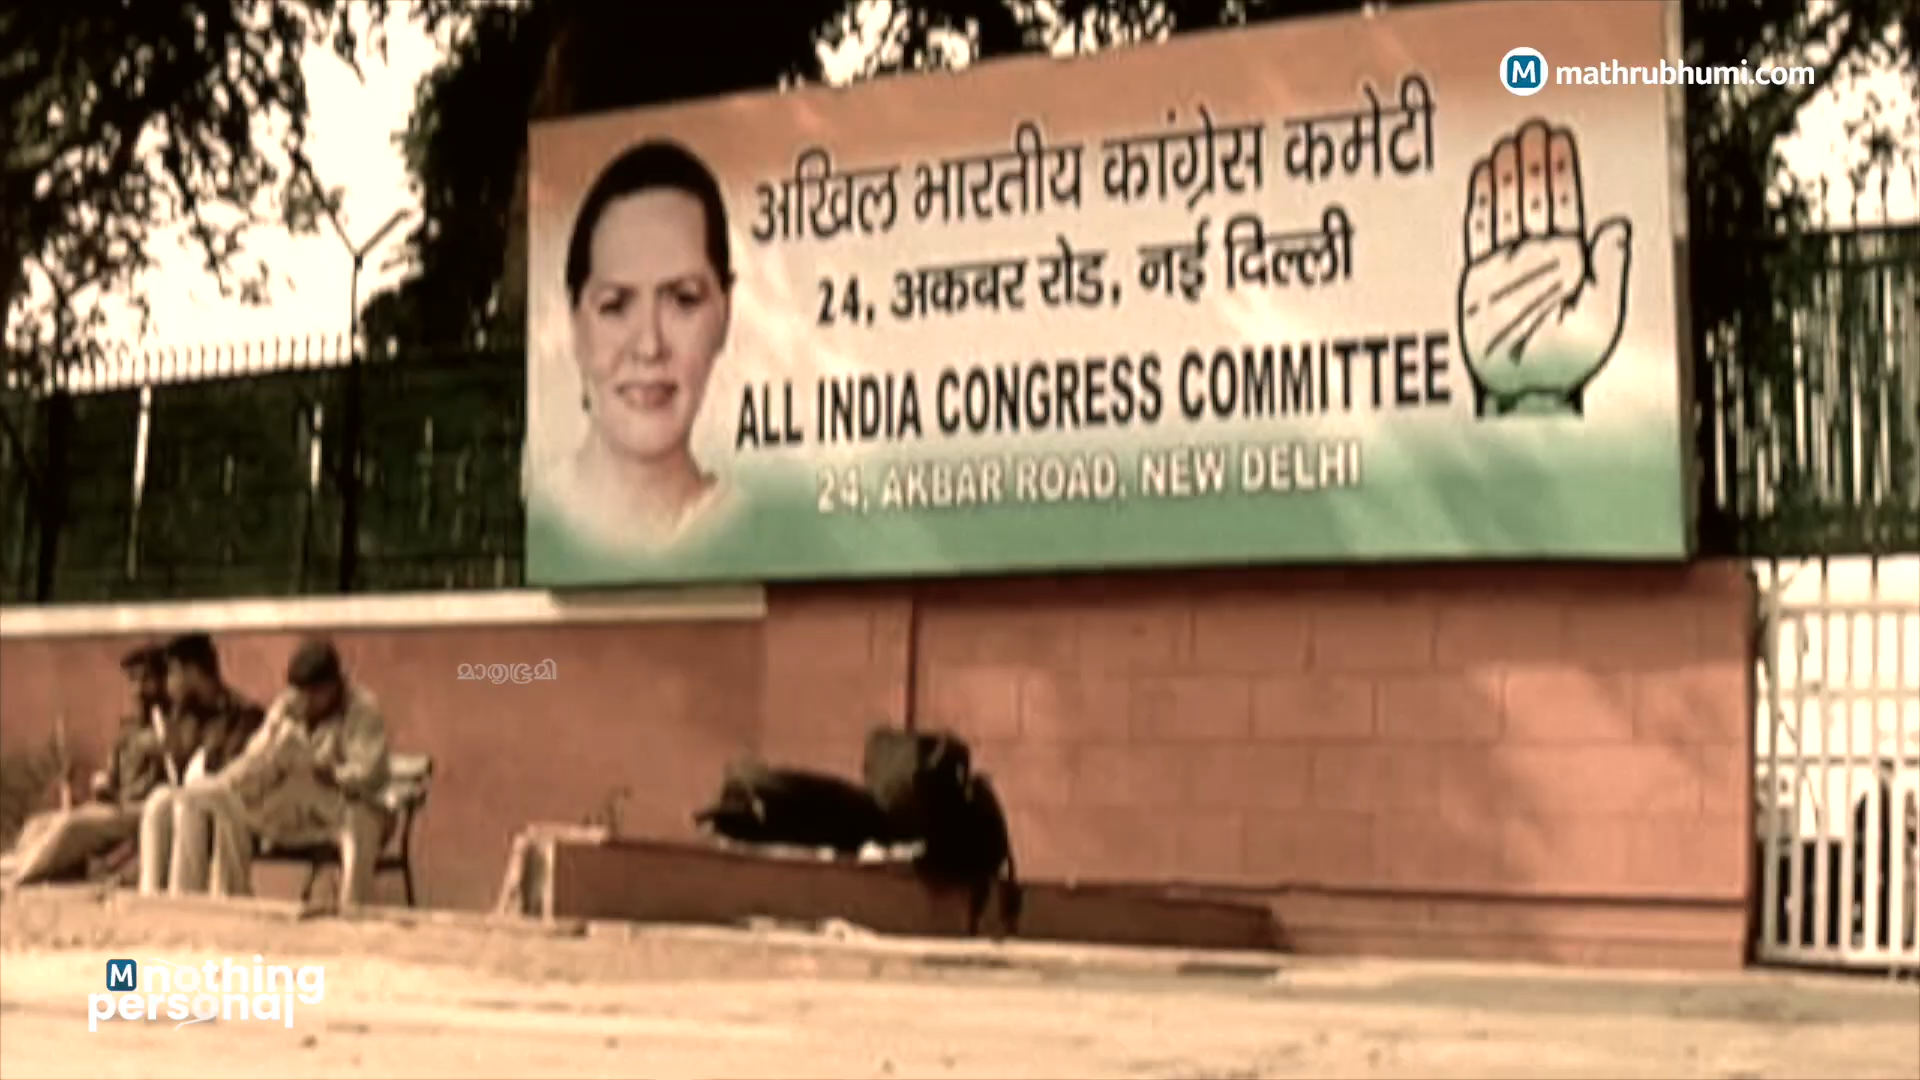 mathrubhumi.com
अखिल भारतीय कांग्रेस कमेटी
24, अकबर रोड, नई दिल्ली
ALL INDIA CONGRESS COMMITTEE
24, AKBAR ROAD, NEW DELHI
മാതൃഭൂമി
M nothing
personal